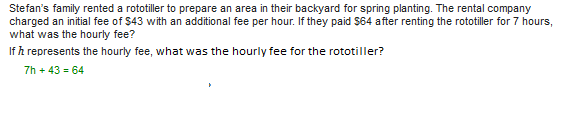 Stefan's family rented a rototiller to prepare an area in their backyard for spring planting. The rental company
charged an initial fee of $43 with an additional fee per hour. If they paid $64 after renting the rototiller for 7 hours,
what was the hourly fee?
If h represents the hourly fee, what was the hourly fee for the rototiller?
7h + 43 = 64